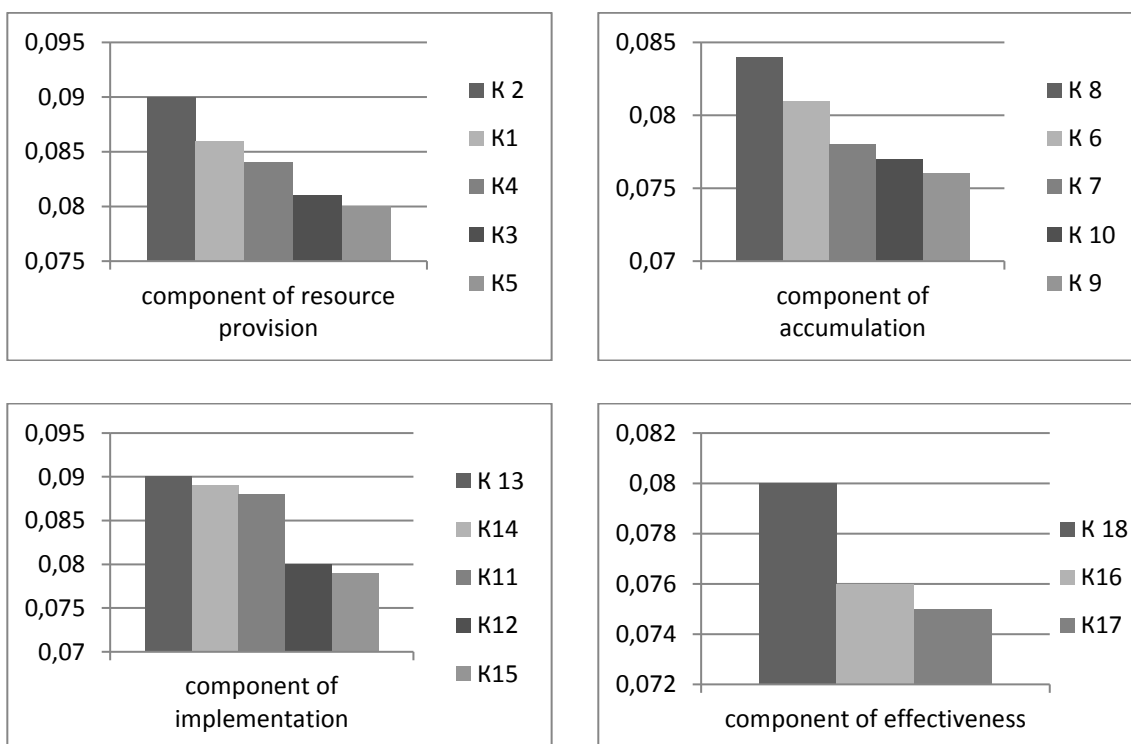 0,095
0,09
0,085
0,08
0,075
component of resource
provision
К 2
К1
К4
К3
К5
0,085
0,08
0,075
0,07
component of
accumulation
К 8
К 6
К 7
К 10
К 9
0,095
0,09
0,085
0,08
0,075
0,07
component of
implementation
К 13
К14
К11
К12
К15
0,082
0,08
0,078
0,076
0,074
0,072
component of effectiveness
К 18
К16
К17